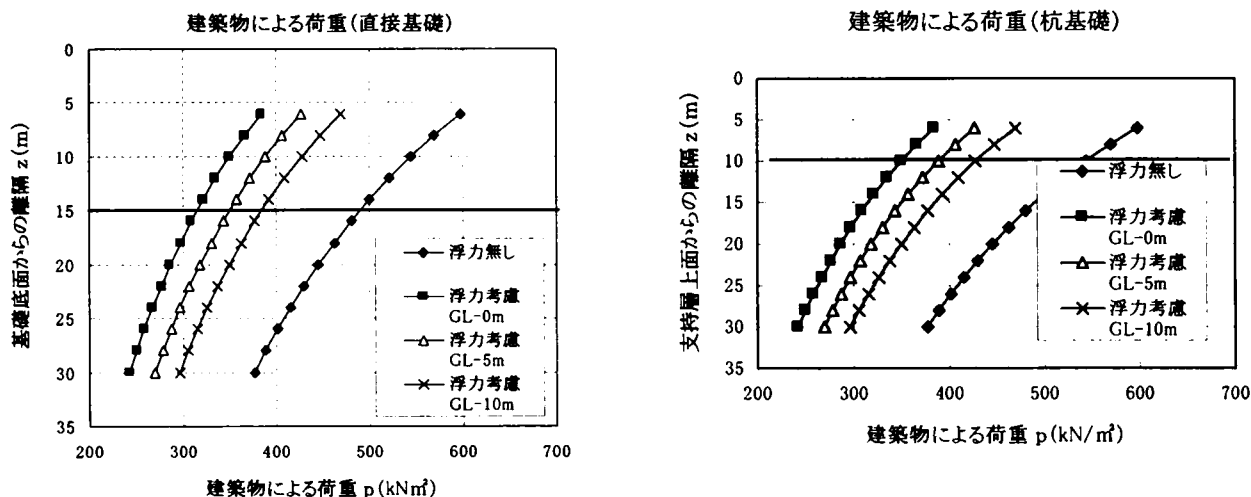 建築物による荷重(直接基礎)
0
5
10
15
20
25
30
35
200 300 400 500 600 700
基礎底面からの離隔 z(m)
建築物による荷重 p(kN㎡)
浮力無し
浮力考慮
GL-0m
浮力考慮
GL-5m
浮力考慮
GL-10m
建築物による荷重(杭基礎)
0
5
10
15
20
25
30
35
200 300 400 500 600 700
支持層上面からの離隔 z(m)
建築物による荷重 p(kN/㎡)
浮力無し
浮力考慮
GL-0m
浮力考慮
GL-5m
浮力考慮
GL-10m